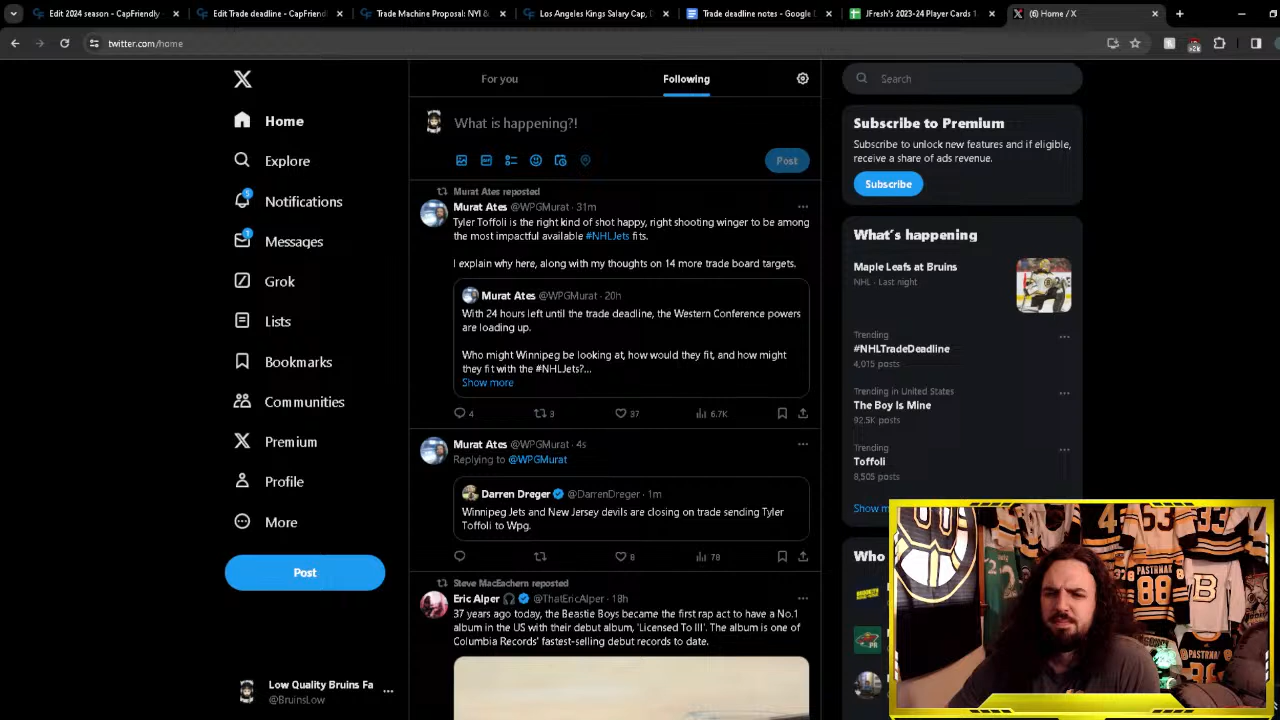 Edit 2024 season - CapFriendly
Edit Trade deadline - CapFriend
Trade Machine Proposal: NYI &
Los Angeles Kings Salary Cap,
Trade deadline notes - Google
JFresh's 2023-24 Player Cards
(6) Home / X
twitter.com/home
For you
Following
Search
What is happening?!
Home
Explore
5
Notifications
1
Messages
Grok
Lists
Bookmarks
Communities
Premium
Profile
More
Post
Low Quality Bruins Fa
@BruinsLow
Post
Murat Ates reposted
Murat Ates @WPGMurat · 31m
Tyler Toffoli is the right kind of shot happy, right shooting winger to be among
the most impactful available #NHLJets fits.
I explain why here, along with my thoughts on 14 more trade board targets.
Murat Ates @WPGMurat · 20h
With 24 hours left until the trade deadline, the Western Conference powers
are loading up.
Who might Winnipeg be looking at, how would they fit, and how might
they fit with the #NHLJets?...
Show more
4 3 37 6.7K
Murat Ates @WPGMurat · 4s
Replying to @WPGMurat
Darren Dreger @DarrenDreger · 1m
Winnipeg Jets and New Jersey devils are closing on trade sending Tyler
Toffoli to Wpg.
8 78
Steve MacEachern reposted
Eric Alper @ThatEricAlper · 18h
37 years ago today, the Beastie Boys became the first rap act to have a No.1
album in the US with their debut album, 'Licensed To Ill'. The album is one of
Columbia Records' fastest-selling debut records to date.
Subscribe to Premium
Subscribe to unlock new features and if eligible,
receive a share of ads revenue.
Subscribe
What's happening
Maple Leafs at Bruins
NHL · Last night
Trending
#NHLTradeDeadline
4,015 posts
Trending in United States
The Boy Is Mine
92.5K posts
Trending
Toffoli
8,505 posts
Show
Who
4
53
33
PASTRNAK
88
B
PASTRNAK